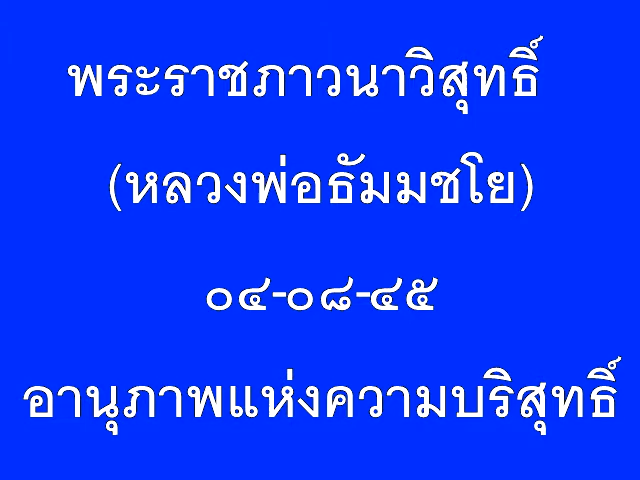 พระราชภาวนาวิสุทธิ์
(หลวงพ่อธัมมชโย)
๐๔-๐๘-๔๕
อานุภาพแห่งความบริสุทธิ์